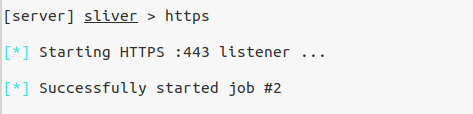 [server] sliver > https
[*] Starting HTTPS :443 listener ...
[*] Successfully started job #2